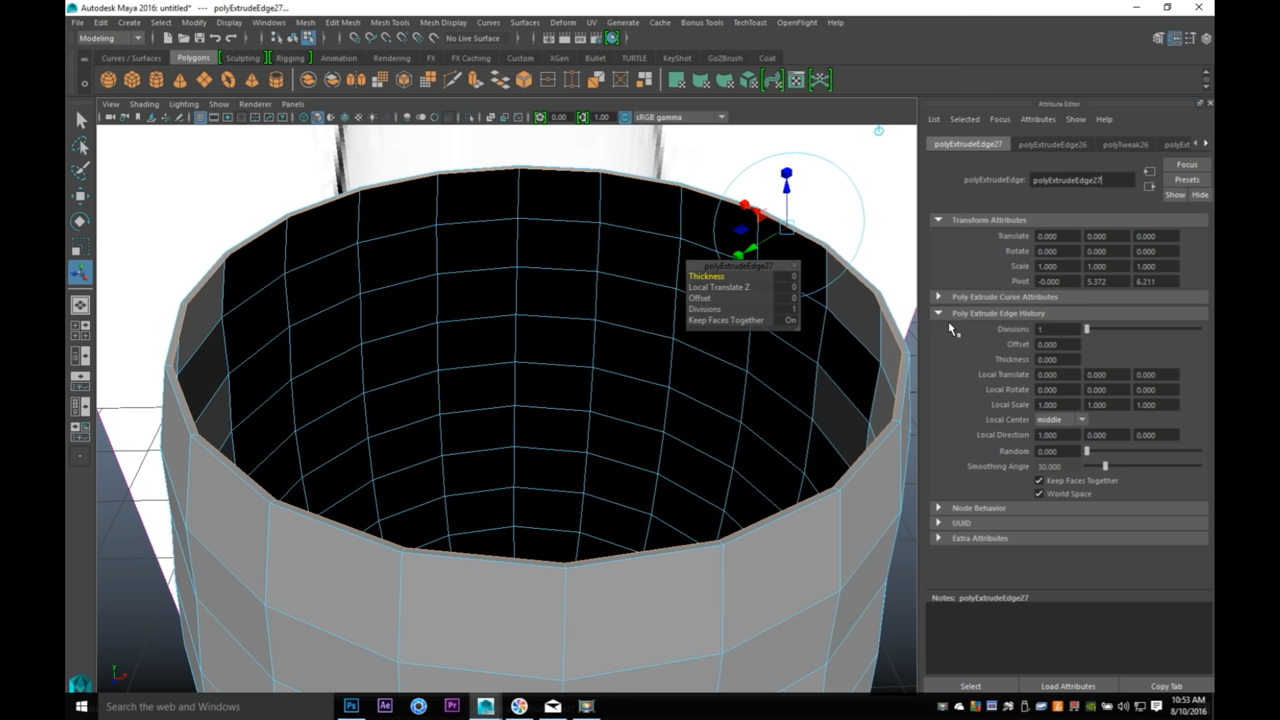 Autodesk Maya 2016: untitled* --- polyExtrudeEdge27...
File Edit Create Select Modify Display Windows Mesh Edit Mesh Mesh Tools Mesh Display Curves Surfaces Deform UV Generate Cache Bonus Tools TechToast OpenFlight Help
Modeling No Live Surface
Curves / Surfaces Polygons Sculpting Rigging Animation Rendering FX FX Caching Custom XGen Bullet TURTLE KeyShot GoZBrush Coat
View Shading Lighting Show Renderer Panels
0.00 1.00 sRGB gamma
polyExtrudeEdge27
Thickness 0
Local Translate Z 0
Offset 0
Divisions 1
Keep Faces Together On
Attribute Editor
List Selected Focus Attributes Show Help
polyExtrudeEdge27 polyExtrudeEdge26 polyTweak26 polyExt
Focus
polyExtrudeEdge: polyExtrudeEdge27 Presets
Show Hide
Transform Attributes
Translate 0.000 0.000 0.000
Rotate 0.000 0.000 0.000
Scale 1.000 1.000 1.000
Pivot -0.000 5.372 6.211
Poly Extrude Curve Attributes
Poly Extrude Edge History
Divisions 1
Offset 0.000
Thickness 0.000
Local Translate 0.000 0.000 0.000
Local Rotate 0.000 0.000 0.000
Local Scale 1.000 1.000 1.000
Local Center middle
Local Direction 1.000 0.000 0.000
Random 0.000
Smoothing Angle 30.000
Keep Faces Together
World Space
Node Behavior
UUID
Extra Attributes
Notes: polyExtrudeEdge27
Select Load Attributes Copy Tab
Search the web and Windows
Ps Ae Pr
10:53 AM
8/10/2016